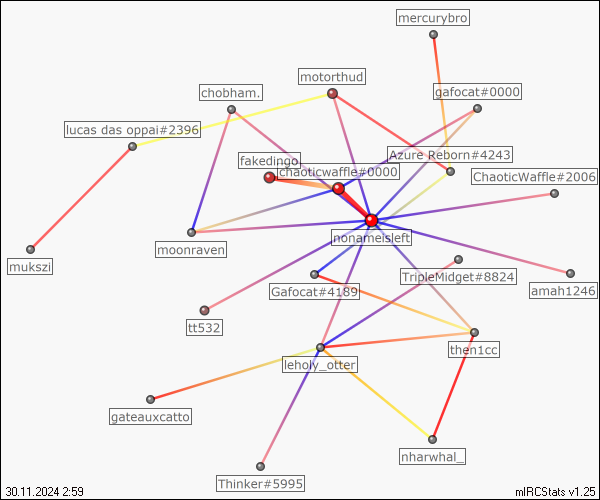 mercurybro
motorthud
chobham.
gafocat#0000
lucas das oppai#2396
Azure Reborn#4243
fakedingo
chaoticwaffle#0000
ChaoticWaffle#2006
nonameisleft
moonraven
mukszi
TripleMidget#8824
Gafocat#4189
amah1246
tt532
then1cc
leholy_otter
gateauxcatto
nharwhal_
Thinker#5995
30.11.2024 2:59
mIRCStats v1.25